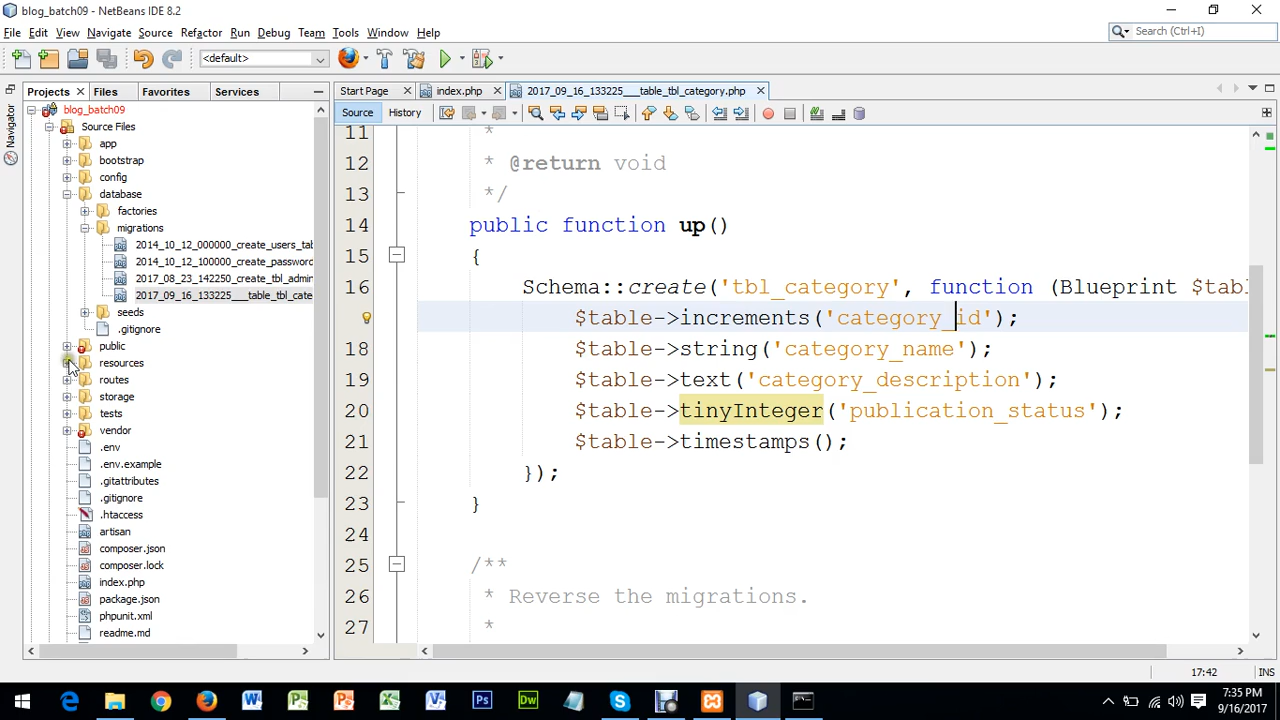 blog_batch09 - NetBeans IDE 8.2
File Edit View Navigate Source Refactor Run Debug Team Tools Window Help
Search (Ctrl+I)
<default>
Projects Files Favorites Services
Start Page index.php 2017_09_16_133225___table_tbl_category.php
Source History
Navigator
blog_batch09
Source Files
app
bootstrap
config
database
factories
migrations
2014_10_12_000000_create_users_tab
2014_10_12_100000_create_password
2017_08_23_142250_create_tbl_admin
2017_09_16_133225___table_tbl_cate
seeds
.gitignore
public
resources
routes
storage
tests
vendor
.env
.env.example
.gitattributes
.gitignore
.htaccess
artisan
composer.json
composer.lock
index.php
package.json
phpunit.xml
readme.md
11 *
12 * @return void
13 */
14 public function up()
15 {
16 Schema::create('tbl_category', function (Blueprint $tabl
$table->increments('category_id');
18 $table->string('category_name');
19 $table->text('category_description');
20 $table->tinyInteger('publication_status');
21 $table->timestamps();
22 });
23 }
24
25 /**
26 * Reverse the migrations.
27 *
17:42 INS
7:35 PM
9/16/2017